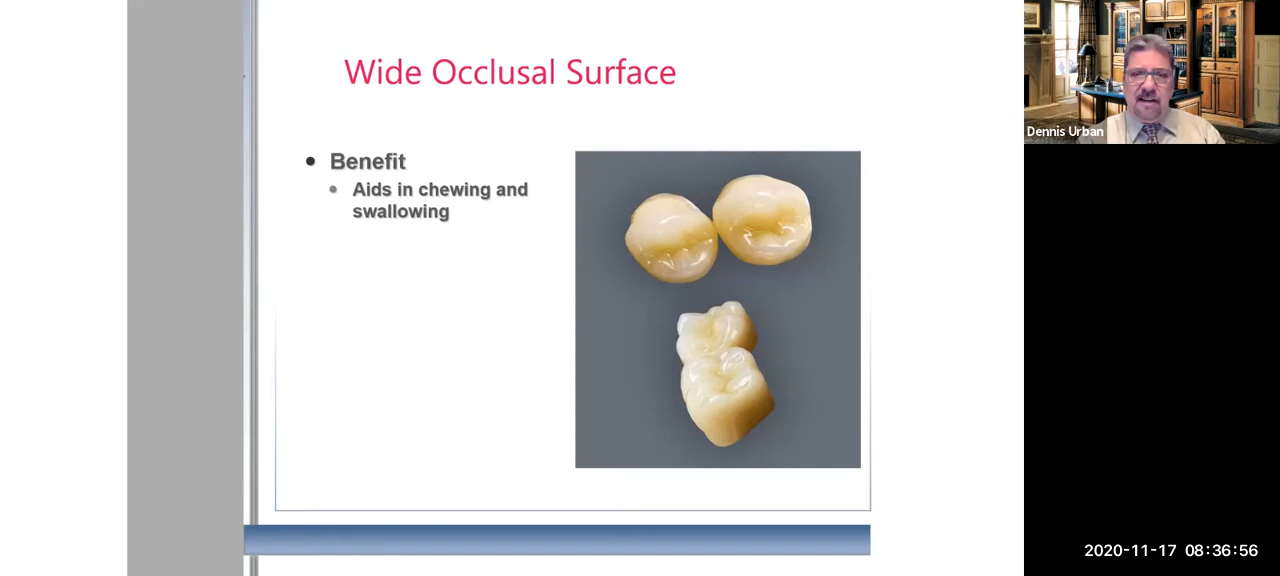 Wide Occlusal Surface
Benefit
Aids in chewing and
swallowing
Dennis Urban
2020-11-17 08:36:56